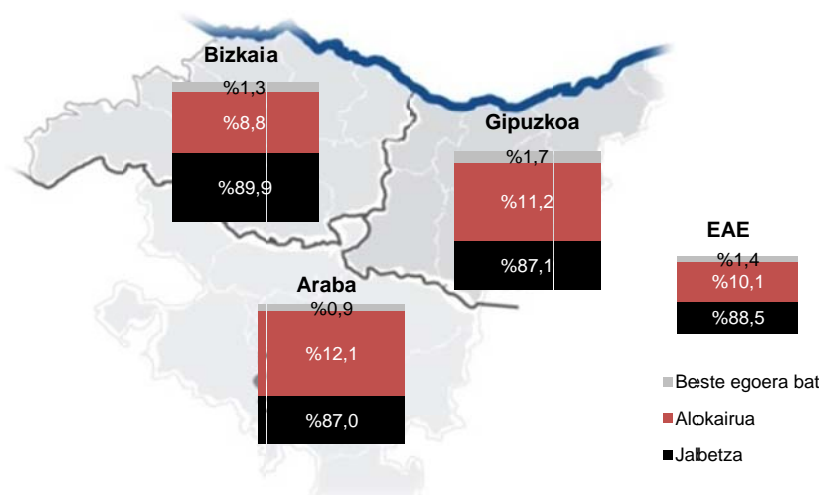 Bizkaia
%1,3
%8,8
%89,9
Gipuzkoa
%1,7
%11,2
%87,1
EAE
%1,4
%10,1
%88,5
Araba
%0,9
%12,1
%87,0
Beste egoera bat
Alokairua
Jabetza